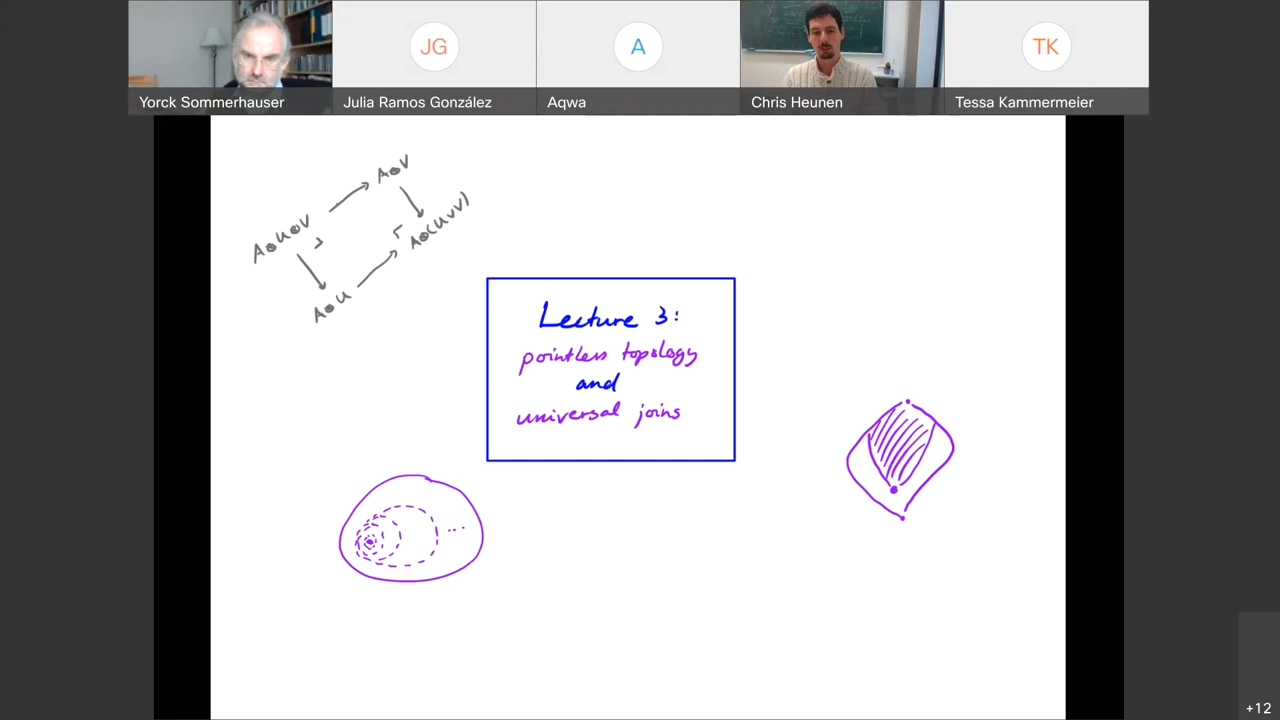 JG
A
TK
Yorck Sommerhauser
Julia Ramos González
Aqwa
Chris Heunen
Tessa Kammermeier
A⊗V
A⊗U⊗V
A⊗(U∨V)
A⊗U
Lecture 3:
pointless topology
and
universal joins
...
+12